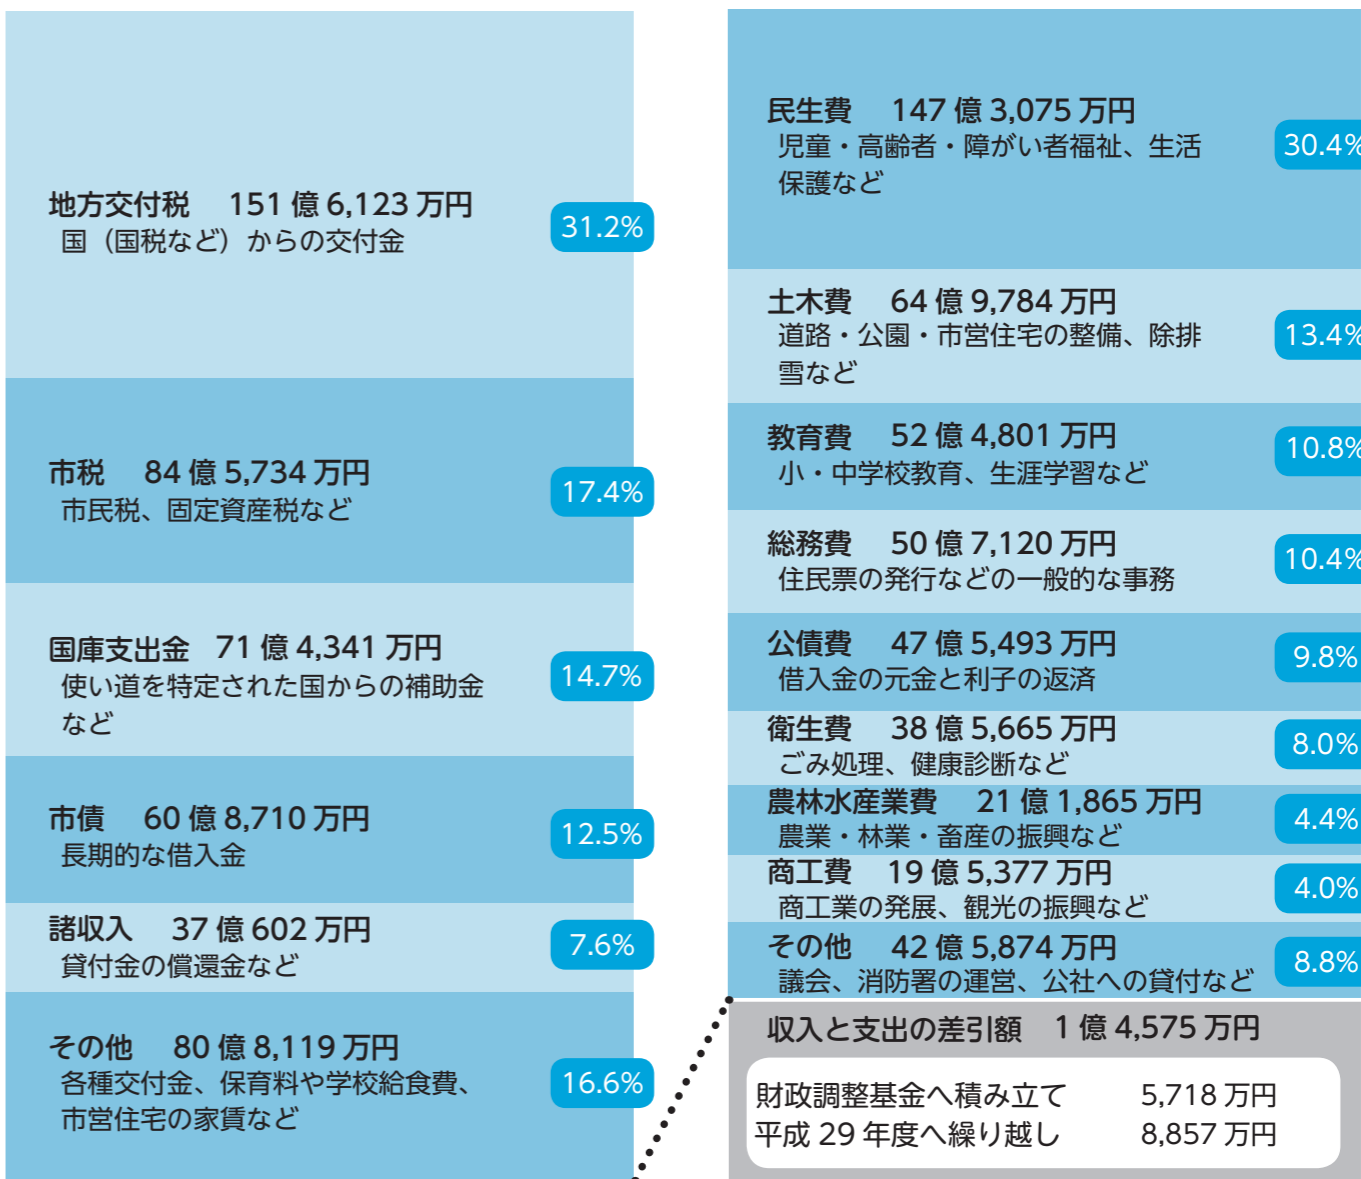 地方交付税　151 億 6,123 万円
国（国税など）からの交付金
31.2%
市税　84 億 5,734 万円
市民税、固定資産税など
17.4%
国庫支出金　71 億 4,341 万円
使い道を特定された国からの補助金
など
14.7%
市債　60 億 8,710 万円
長期的な借入金
12.5%
諸収入　37 億 602 万円
貸付金の償還金など
7.6%
その他　80 億 8,119 万円
各種交付金、保育料や学校給食費、
市営住宅の家賃など
16.6%
民生費　147 億 3,075 万円
児童・高齢者・障がい者福祉、生活
保護など
30.4%
土木費　64 億 9,784 万円
道路・公園・市営住宅の整備、除排
雪など
13.4%
教育費　52 億 4,801 万円
小・中学校教育、生涯学習など
10.8%
総務費　50 億 7,120 万円
住民票の発行などの一般的な事務
10.4%
公債費　47 億 5,493 万円
借入金の元金と利子の返済
9.8%
衛生費　38 億 5,665 万円
ごみ処理、健康診断など
8.0%
農林水産業費　21 億 1,865 万円
農業・林業・畜産の振興など
4.4%
商工費　19 億 5,377 万円
商工業の発展、観光の振興など
4.0%
その他　42 億 5,874 万円
議会、消防署の運営、公社への貸付など
8.8%
収入と支出の差引額　1 億 4,575 万円
財政調整基金へ積み立て　5,718 万円
平成 29 年度へ繰り越し　8,857 万円